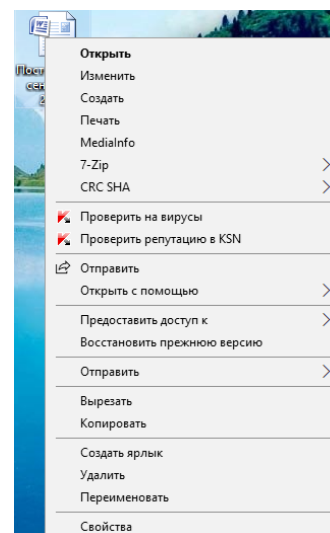 Открыть
Изменить
Создать
Печать
MediaInfo
7-Zip
CRC SHA
Проверить на вирусы
Проверить репутацию в KSN
Отправить
Открыть с помощью
Предоставить доступ к
Восстановить прежнюю версию
Отправить
Вырезать
Копировать
Создать ярлык
Удалить
Переименовать
Свойства